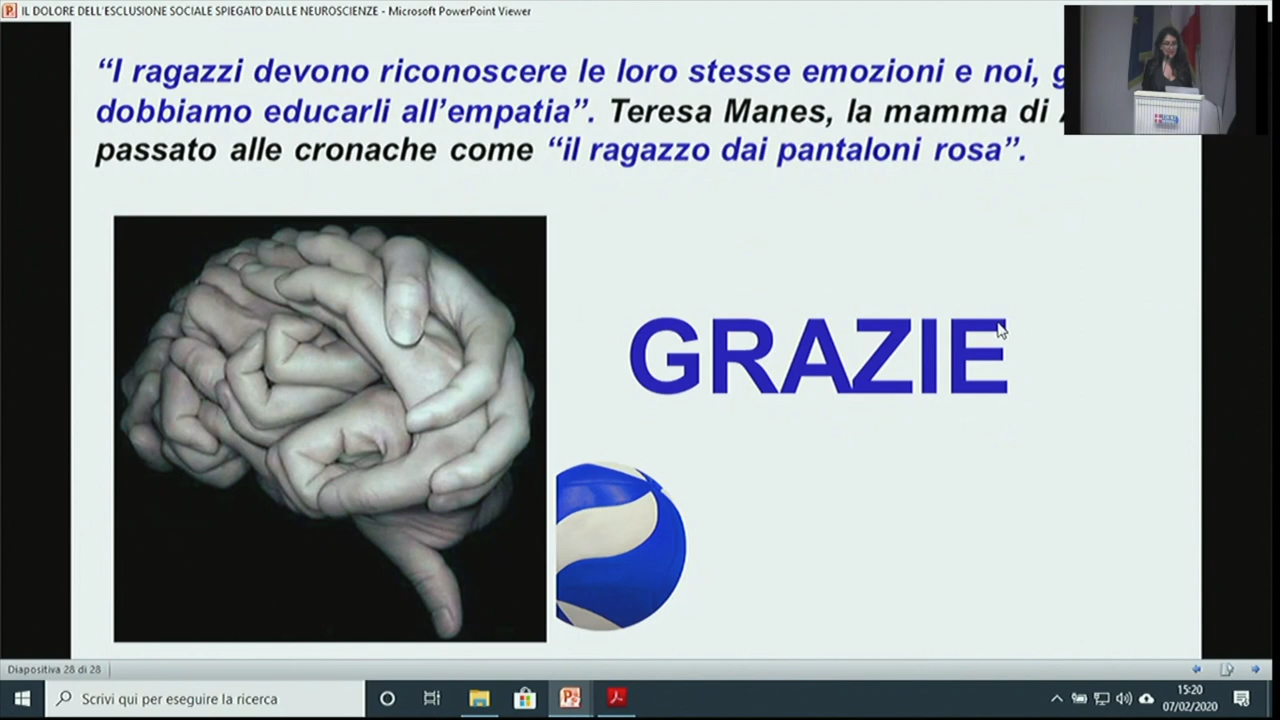 IL DOLORE DELL'ESCLUSIONE SOCIALE SPIEGATO DALLE NEUROSCIENZE - Microsoft PowerPoint Viewer
“I ragazzi devono riconoscere le loro stesse emozioni e noi,
dobbiamo educarli all’empatia”. Teresa Manes, la mamma di
passato alle cronache come “il ragazzo dai pantaloni rosa”.
GRAZIE
Diapositiva 28 di 28
Scrivi qui per eseguire la ricerca
15:20
07/02/2020